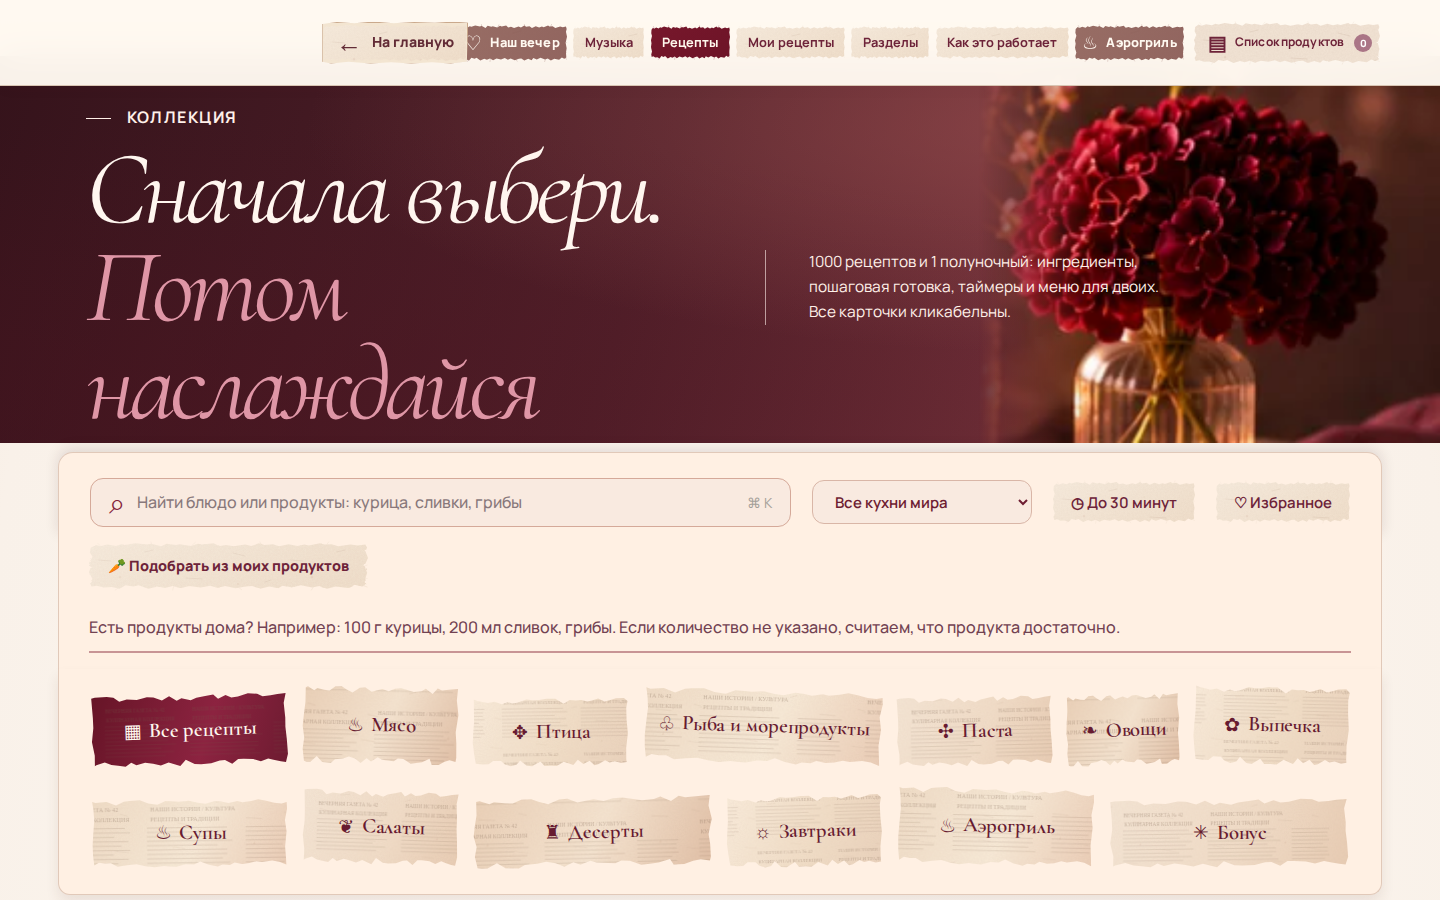 ← На главную
♡ Наш вечер
Музыка
Рецепты
Мои рецепты
Разделы
Как это работает
♨ Аэрогриль
Список продуктов 0
КОЛЛЕКЦИЯ
Сначала выбери.
Потом
наслаждайся
1000 рецептов и 1 полуночный: ингредиенты,
пошаговая готовка, таймеры и меню для двоих.
Все карточки кликабельны.
Найти блюдо или продукты: курица, сливки, грибы
⌘ K
Все кухни мира
До 30 минут
♡ Избранное
🥕 Подобрать из моих продуктов
Есть продукты дома? Например: 100 г курицы, 200 мл сливок, грибы. Если количество не указано, считаем, что продукта достаточно.
Все рецепты
Мясо
Птица
Рыба и морепродукты
Паста
Овощи
Выпечка
Супы
Салаты
Десерты
Завтраки
Аэрогриль
Бонус